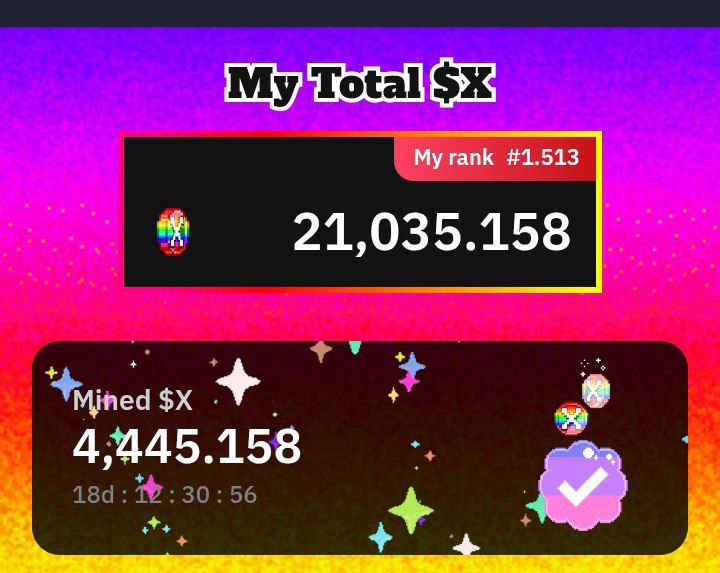 My Total $X
My rank #1.513
21,035.158
Mined $X
4,445.158
18d : 12 : 30 : 56